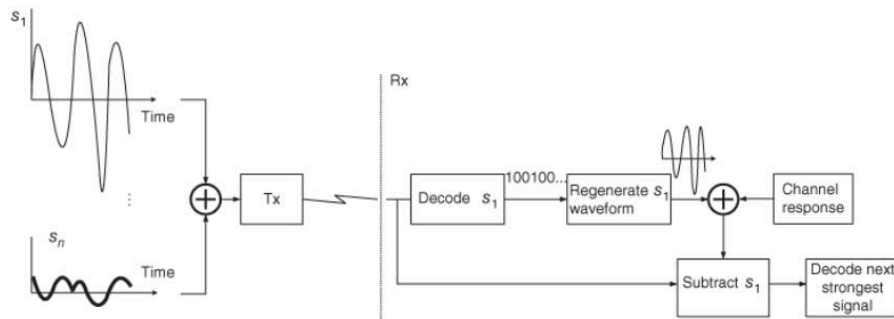 s1
Time
⋮
sn
Time
Tx
Rx
Decode s1
100100...
Regenerate s1
waveform
Channel
response
Subtract s1
Decode next
strongest
signal